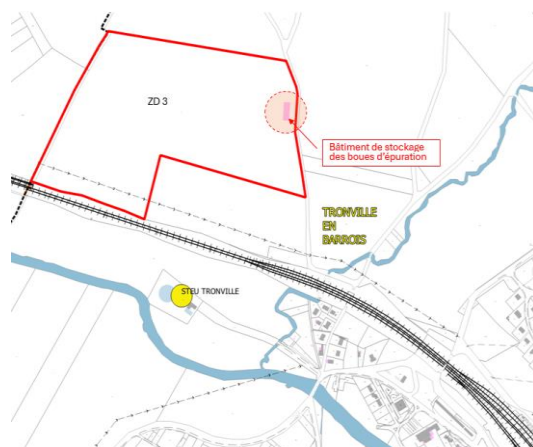 ZD 3
Bâtiment de stockage
des boues d'épuration
TRONVILLE
EN
BARROIS
STEU TRONVILLE